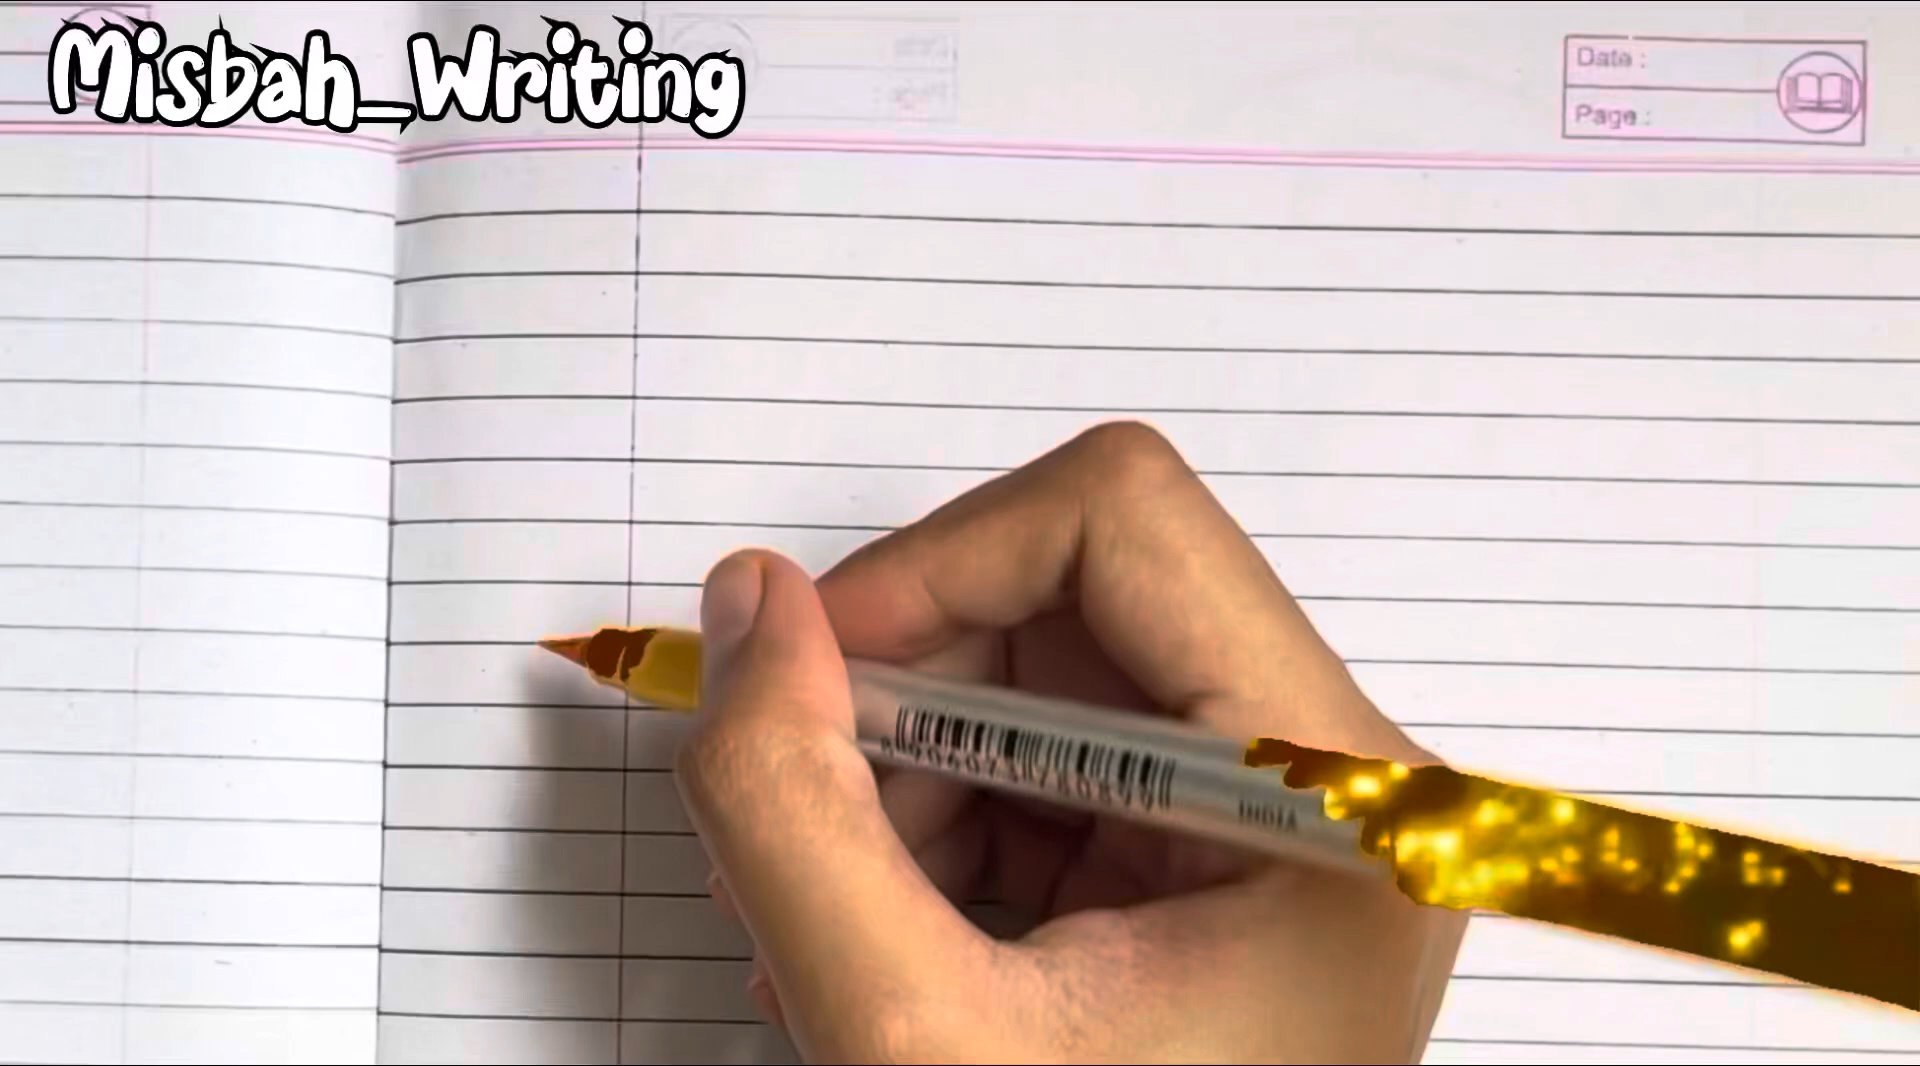 Misbah_Writing
Date :
Page :
INDIA